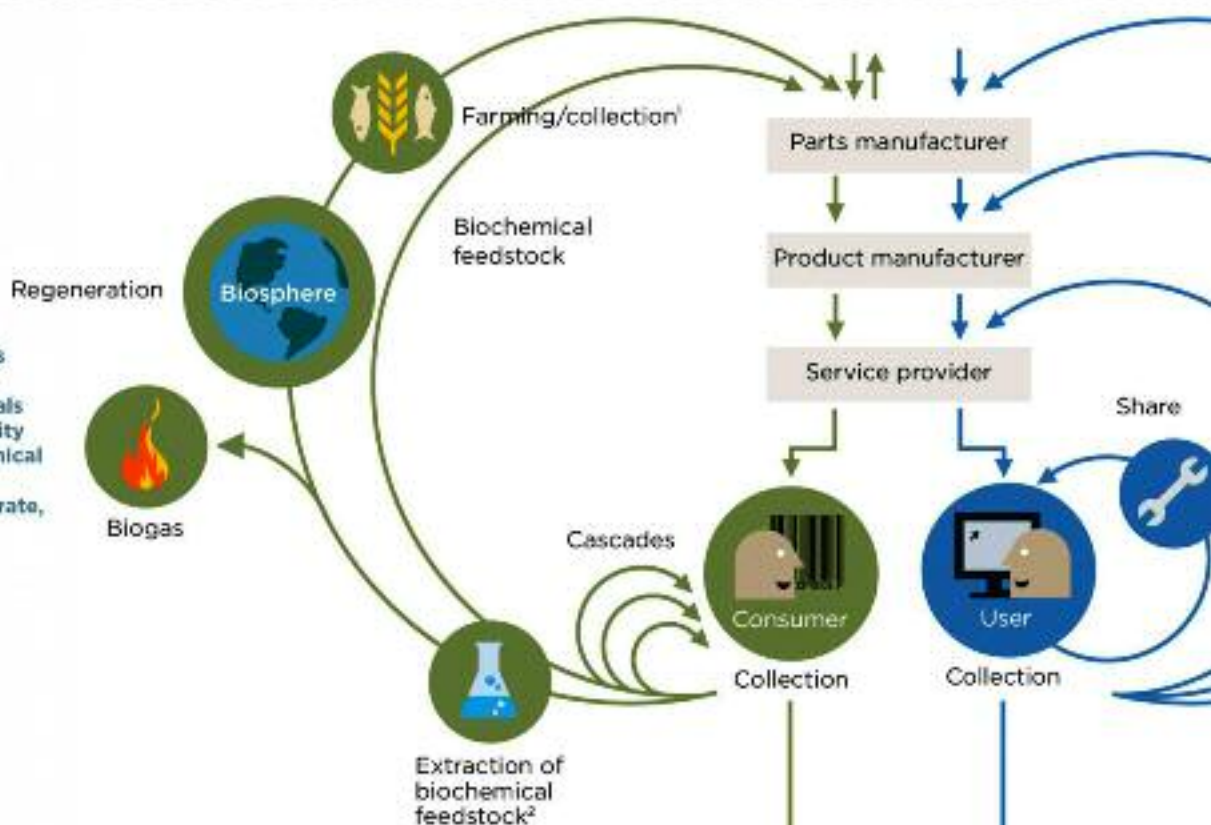 Farming/collection¹
Parts manufacturer
Biochemical
feedstock
Product manufacturer
Regeneration
Biosphere
Service provider
Share
Biogas
Cascades
Consumer
User
Collection
Collection
Extraction of
biochemical
feedstock²